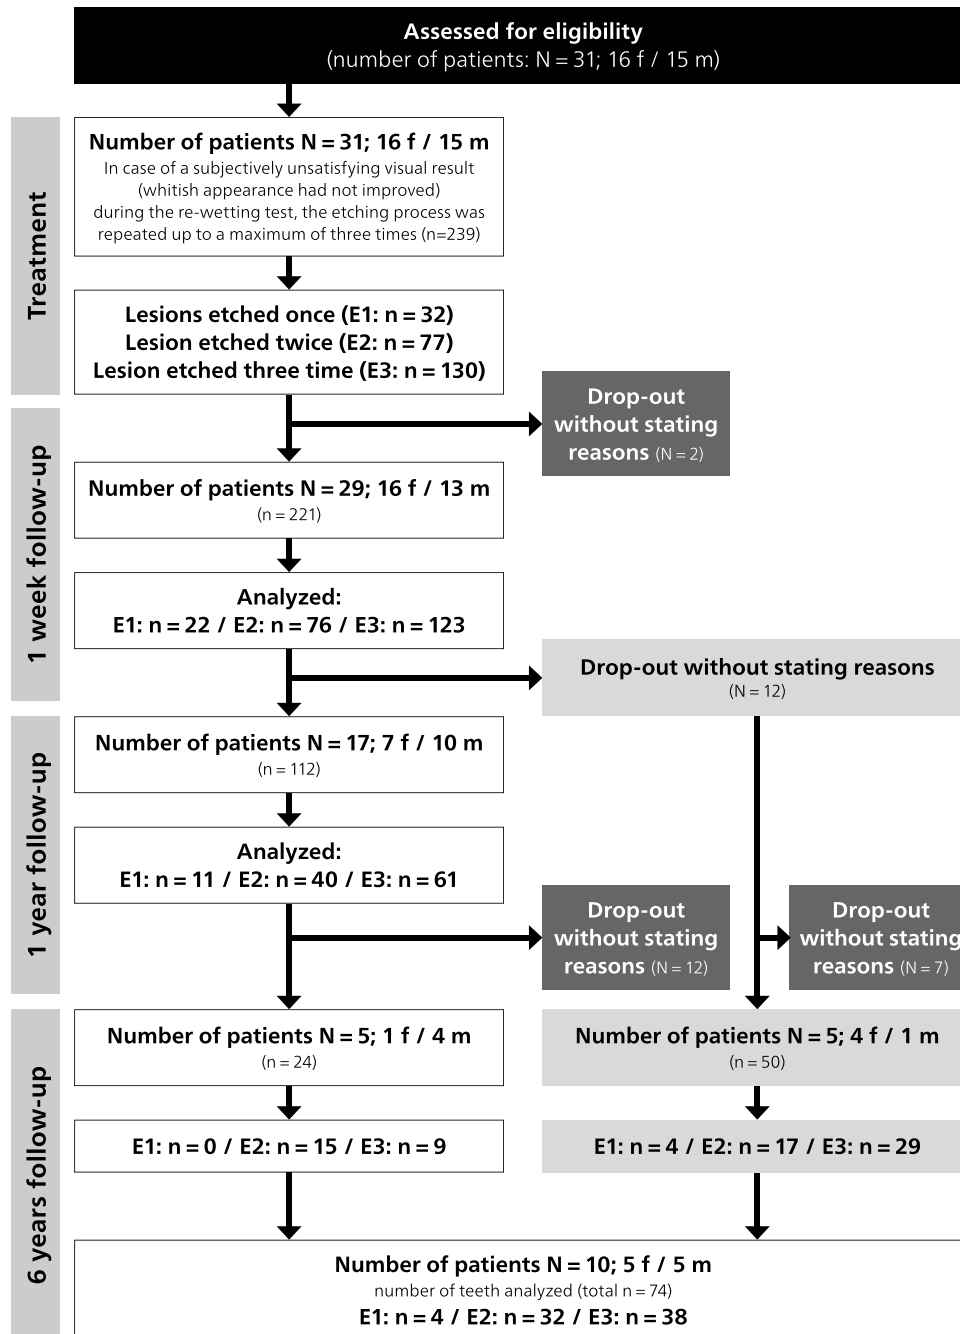 Assessed for eligibility
(number of patients: N = 31; 16 f / 15 m)
Treatment
Number of patients N = 31; 16 f / 15 m
In case of a subjectively unsatisfying visual result
(whitish appearance had not improved)
during the re-wetting test, the etching process was
repeated up to a maximum of three times (n=239)
Lesions etched once (E1: n = 32)
Lesion etched twice (E2: n = 77)
Lesion etched three time (E3: n = 130)
Drop-out
without stating
reasons (N = 2)
1 week follow-up
Number of patients N = 29; 16 f / 13 m
(n = 221)
Analyzed:
E1: n = 22 / E2: n = 76 / E3: n = 123
Drop-out without stating reasons
(N = 12)
1 year follow-up
Number of patients N = 17; 7 f / 10 m
(n = 112)
Analyzed:
E1: n = 11 / E2: n = 40 / E3: n = 61
Drop-out
without stating
reasons (N = 12)
Drop-out
without stating
reasons (N = 7)
6 years follow-up
Number of patients N = 5; 1 f / 4 m
(n = 24)
Number of patients N = 5; 4 f / 1 m
(n = 50)
E1: n = 0 / E2: n = 15 / E3: n = 9
E1: n = 4 / E2: n = 17 / E3: n = 29
Number of patients N = 10; 5 f / 5 m
number of teeth analyzed (total n = 74)
E1: n = 4 / E2: n = 32 / E3: n = 38